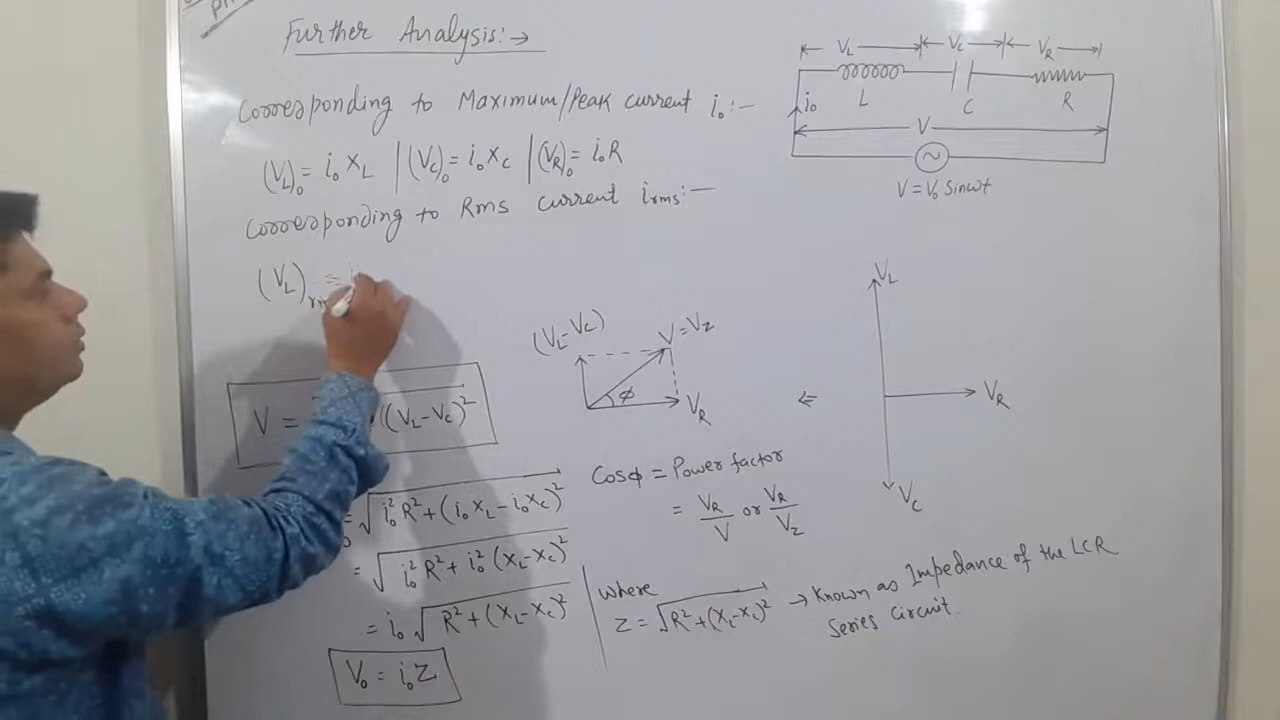 Further Analysis:→
Corresponding to Maximum/Peak current i₀:—
(V_L)₀ = i₀X_L | (V_C)₀ = i₀X_C | (V_R)₀ = i₀R
Corresponding to Rms current i_rms:—
(V_L)
V = ((V_L-V_C)²
= √i₀²R²+(i₀X_L-i₀X_C)²
= √i₀²R²+i₀²(X_L-X_C)²
= i₀√R²+(X_L-X_C)²
V₀ = i₀Z
(V_L-V_C)
V=V_Z
φ
V_R
Cosφ = Power factor
= V_R/V or V_R/V_Z
where
Z = √R²+(X_L-X_C)² → Known as Impedance of the LCR
Series Circuit.
V_L V_C V_R
i₀ L C R
V
~
V = V₀ Sinωt
V_L
⇐
V_R
V_C